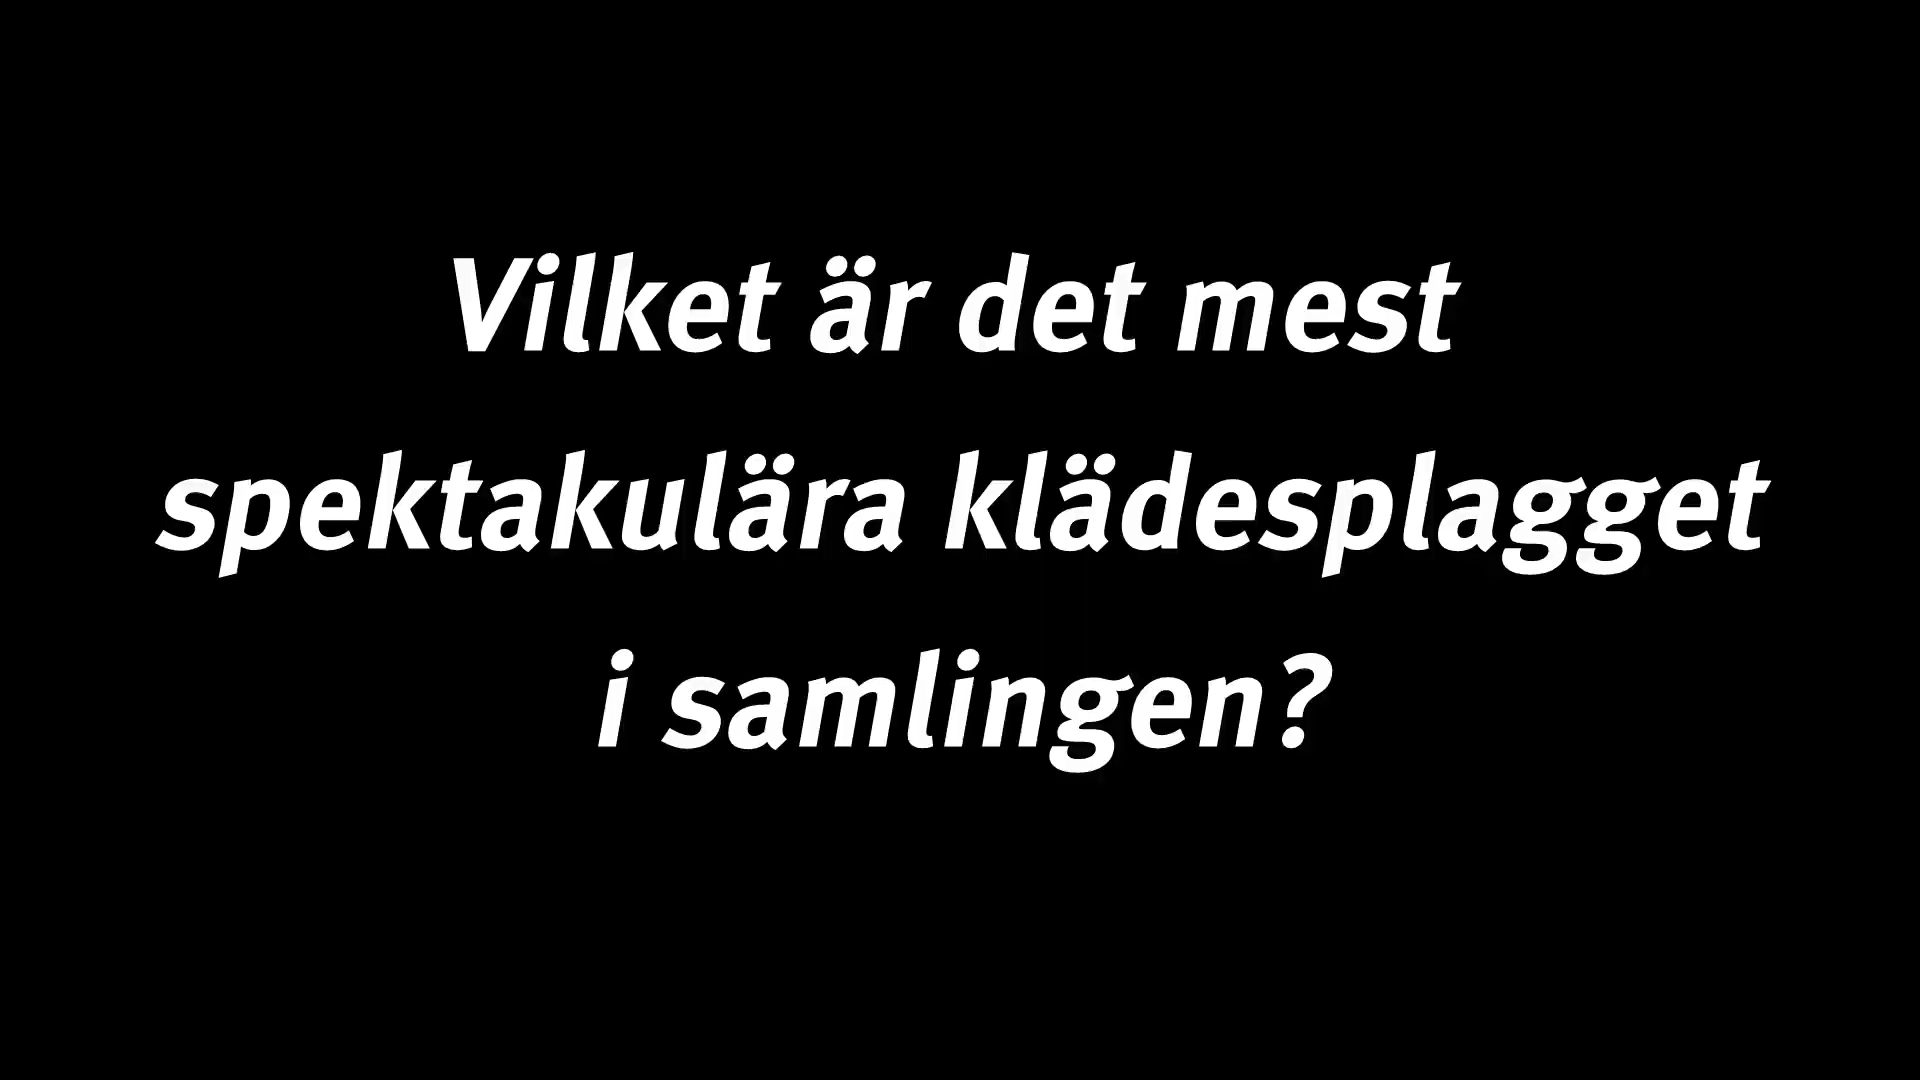 Vilket är det mest
spektakulära klädesplagget
i samlingen?